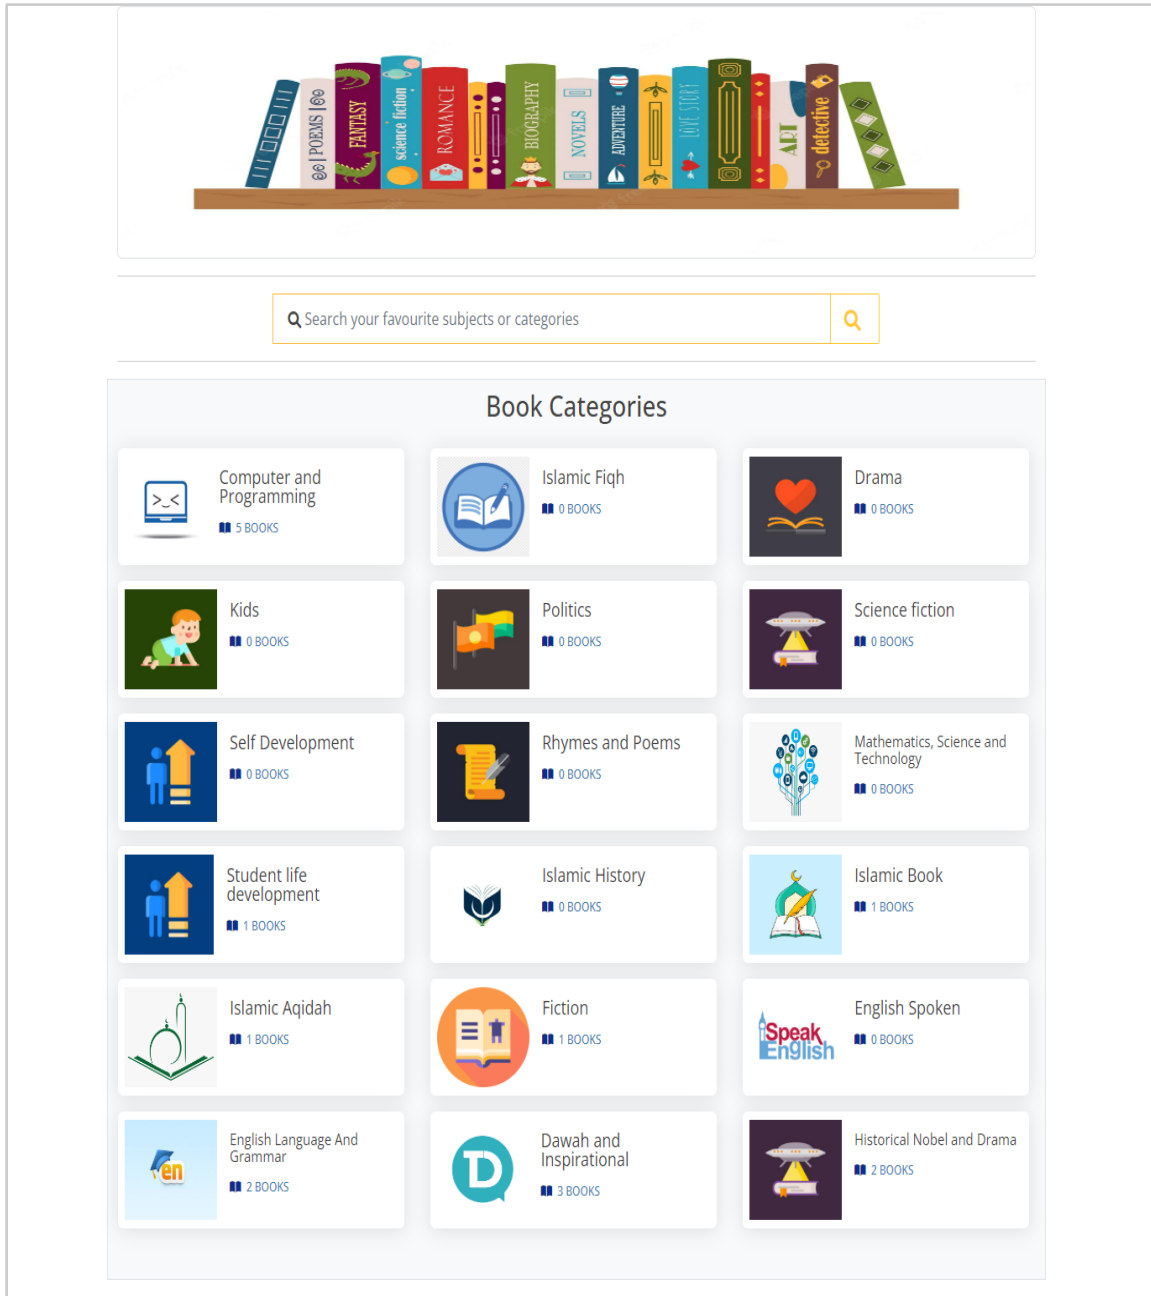 POEMS
FANTASY
science fiction
ROMANCE
BIOGRAPHY
NOVELS
ADVENTURE
LOVE STORY
ART
detective
Search your favourite subjects or categories
Book Categories
Computer and
Programming
5 BOOKS
Islamic Fiqh
0 BOOKS
Drama
0 BOOKS
Kids
0 BOOKS
Politics
0 BOOKS
Science fiction
0 BOOKS
Self Development
0 BOOKS
Rhymes and Poems
0 BOOKS
Mathematics, Science and
Technology
0 BOOKS
Student life
development
1 BOOKS
Islamic History
0 BOOKS
Islamic Book
1 BOOKS
Islamic Aqidah
1 BOOKS
Fiction
1 BOOKS
Speak
English
English Spoken
0 BOOKS
en
English Language And
Grammar
2 BOOKS
D
Dawah and
Inspirational
3 BOOKS
Historical Nobel and Drama
2 BOOKS